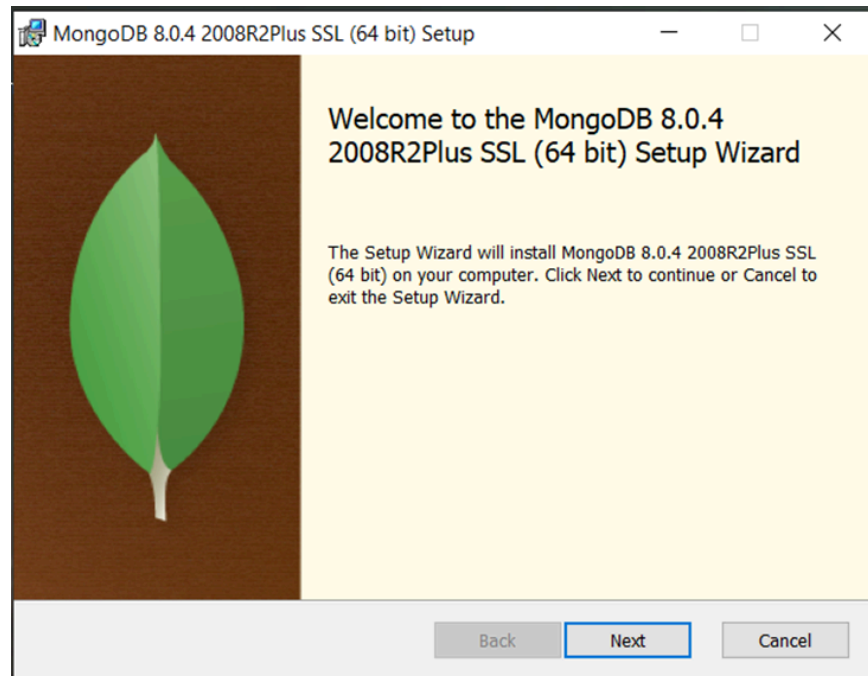 MongoDB 8.0.4 2008R2Plus SSL (64 bit) Setup
Welcome to the MongoDB 8.0.4
2008R2Plus SSL (64 bit) Setup Wizard
The Setup Wizard will install MongoDB 8.0.4 2008R2Plus SSL
(64 bit) on your computer. Click Next to continue or Cancel to
exit the Setup Wizard.
Back Next Cancel